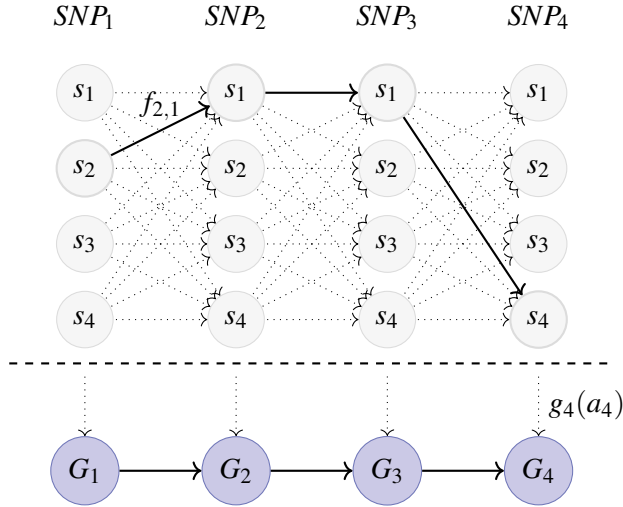 SNP₁ SNP₂ SNP₃ SNP₄
s₁ s₁ s₁ s₁
f₂,₁
s₂ s₂ s₂ s₂
s₃ s₃ s₃ s₃
s₄ s₄ s₄ s₄
g₄(a₄)
G₁ G₂ G₃ G₄